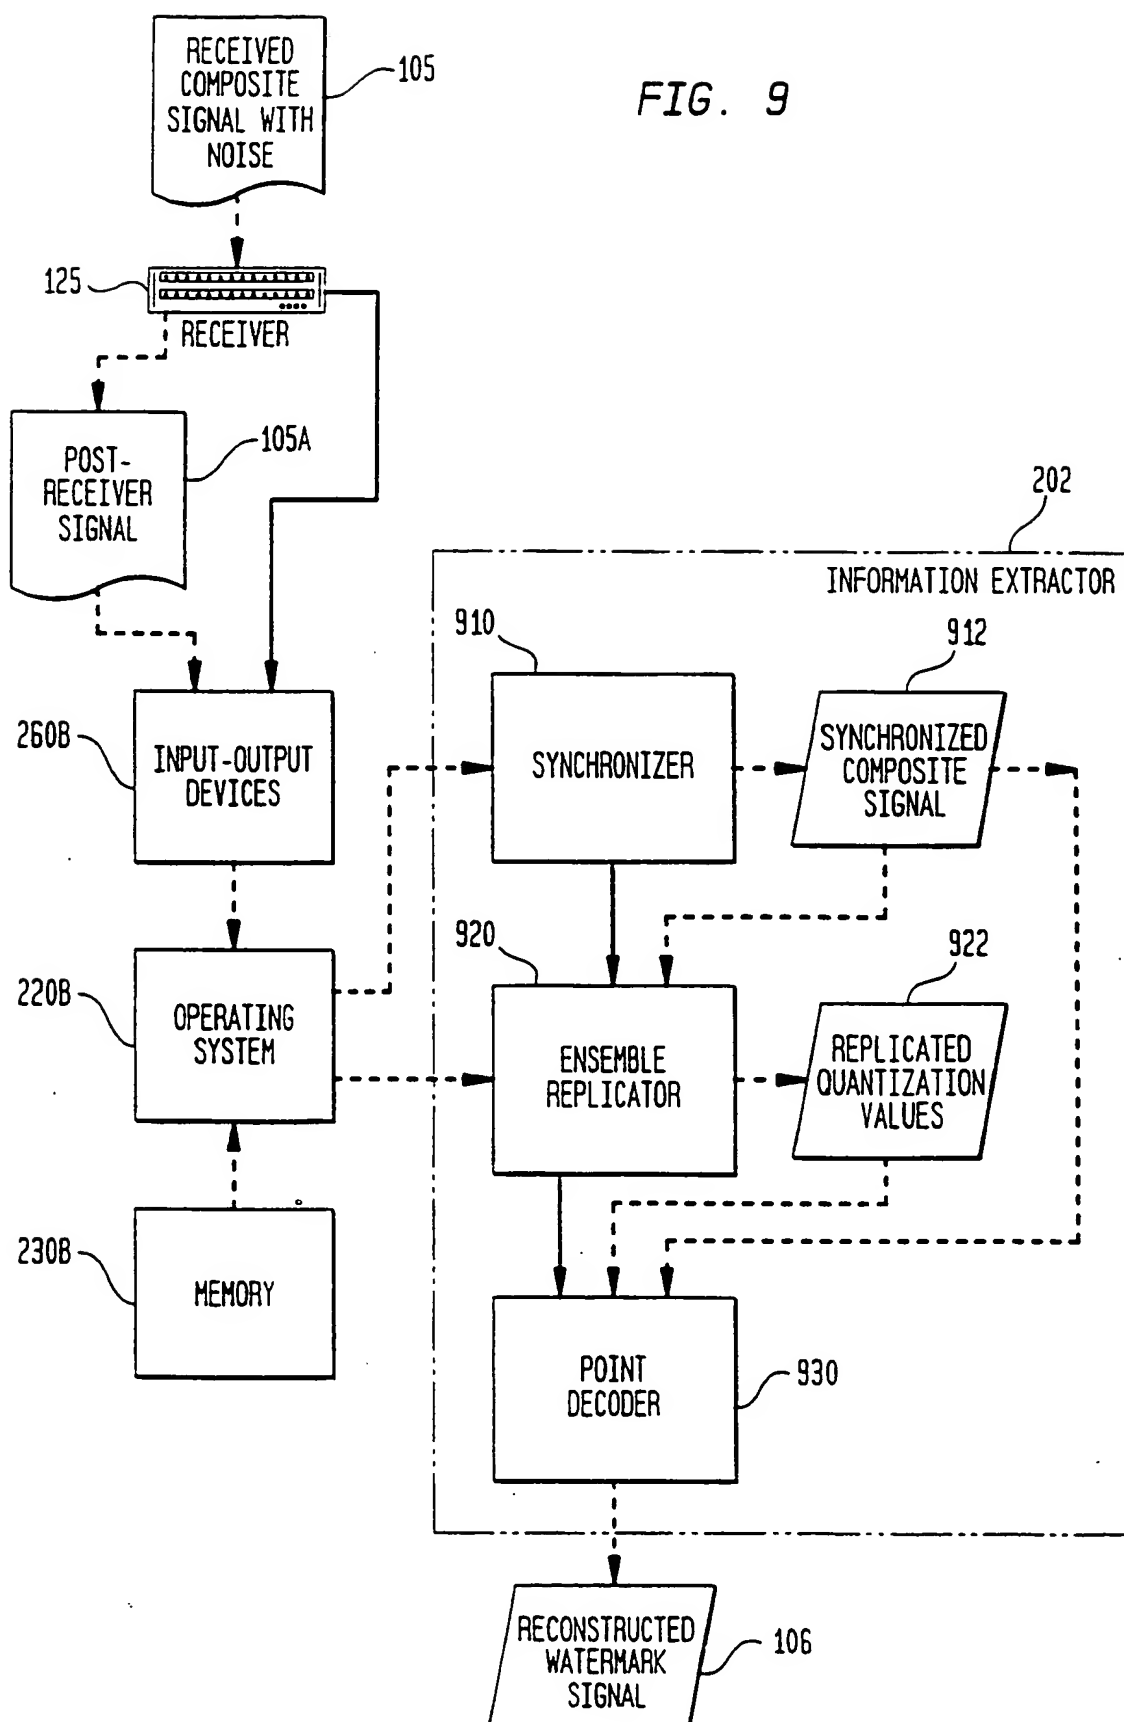 RECEIVED
COMPOSITE
SIGNAL WITH
NOISE
105
FIG. 9
125
RECEIVER
POST-
RECEIVER
SIGNAL
105A
202
INFORMATION EXTRACTOR
910
912
260B
INPUT-OUTPUT
DEVICES
SYNCHRONIZER
SYNCHRONIZED
COMPOSITE
SIGNAL
920
922
220B
OPERATING
SYSTEM
ENSEMBLE
REPLICATOR
REPLICATED
QUANTIZATION
VALUES
230B
MEMORY
POINT
DECODER
930
RECONSTRUCTED
WATERMARK
SIGNAL
106